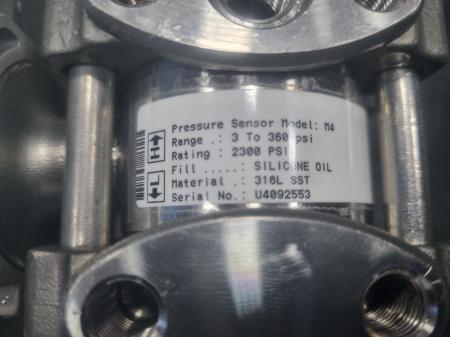 Pressure Sensor Model: M4
Range .: 3 To 360 psi
Rating : 2300 PSI
Fill .....: SILICONE OIL
Material .: 316L SST
Serial No.: U4092553